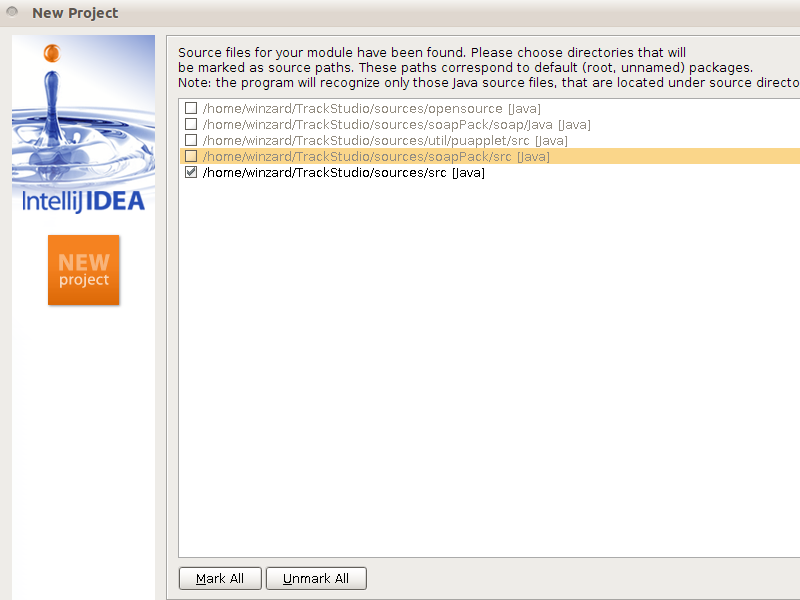 New Project
Source files for your module have been found. Please choose directories that will
be marked as source paths. These paths correspond to default (root, unnamed) packages.
Note: the program will recognize only those Java source files, that are located under source directo
/home/winzard/TrackStudio/sources/opensource [Java]
/home/winzard/TrackStudio/sources/soapPack/soap/Java [Java]
/home/winzard/TrackStudio/sources/util/puapplet/src [Java]
/home/winzard/TrackStudio/sources/soapPack/src [Java]
/home/winzard/TrackStudio/sources/src [Java]
IntelliJIDEA
NEW
project
Mark All
Unmark All